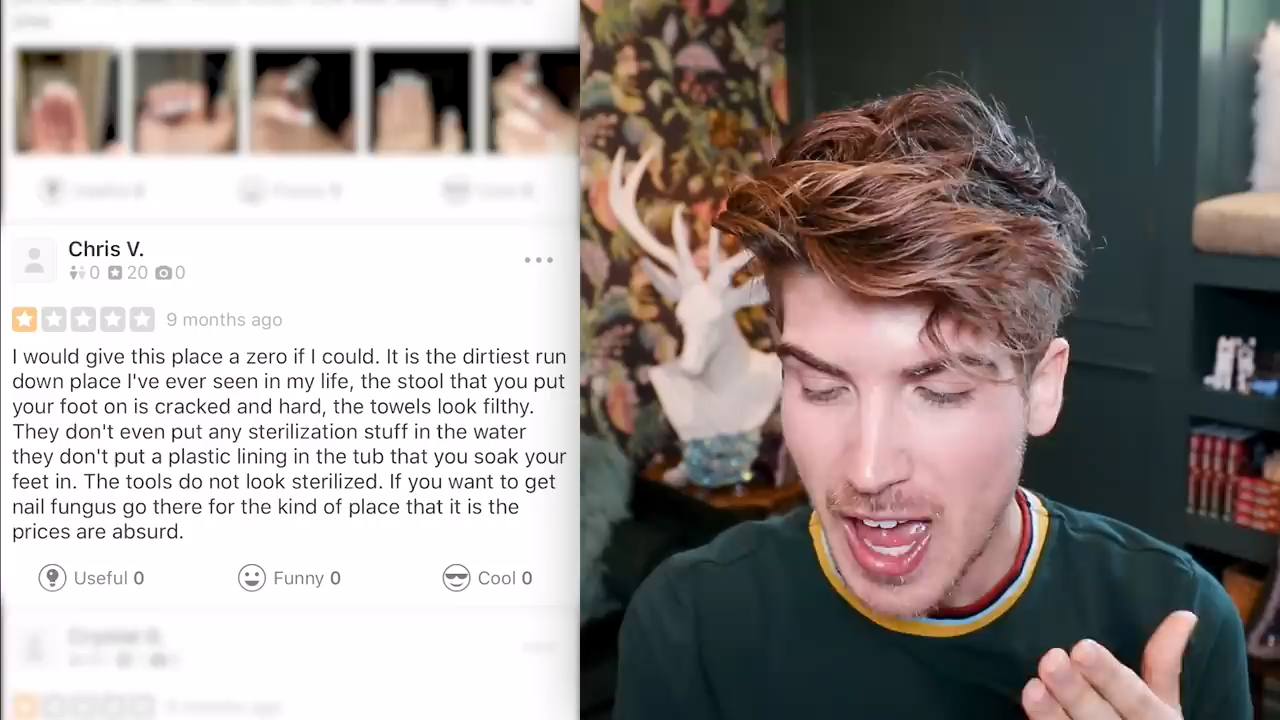 Chris V.
0 20 0
9 months ago
I would give this place a zero if I could. It is the dirtiest run
down place I've ever seen in my life, the stool that you put
your foot on is cracked and hard, the towels look filthy.
They don't even put any sterilization stuff in the water
they don't put a plastic lining in the tub that you soak your
feet in. The tools do not look sterilized. If you want to get
nail fungus go there for the kind of place that it is the
prices are absurd.
Useful 0 Funny 0 Cool 0